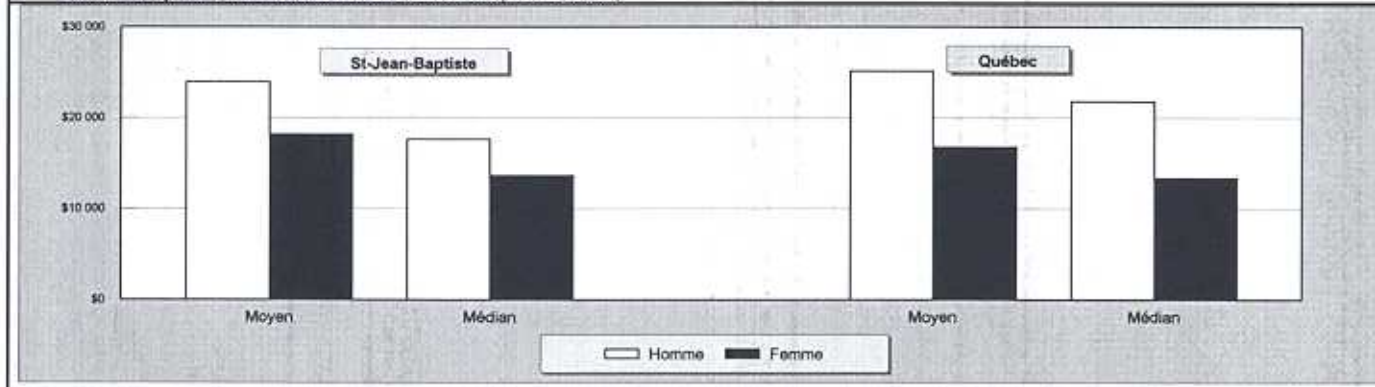 $30 000
St-Jean-Baptiste
Québec
$20 000
$10 000
$0
Moyen
Médian
Moyen
Médian
Homme
Femme